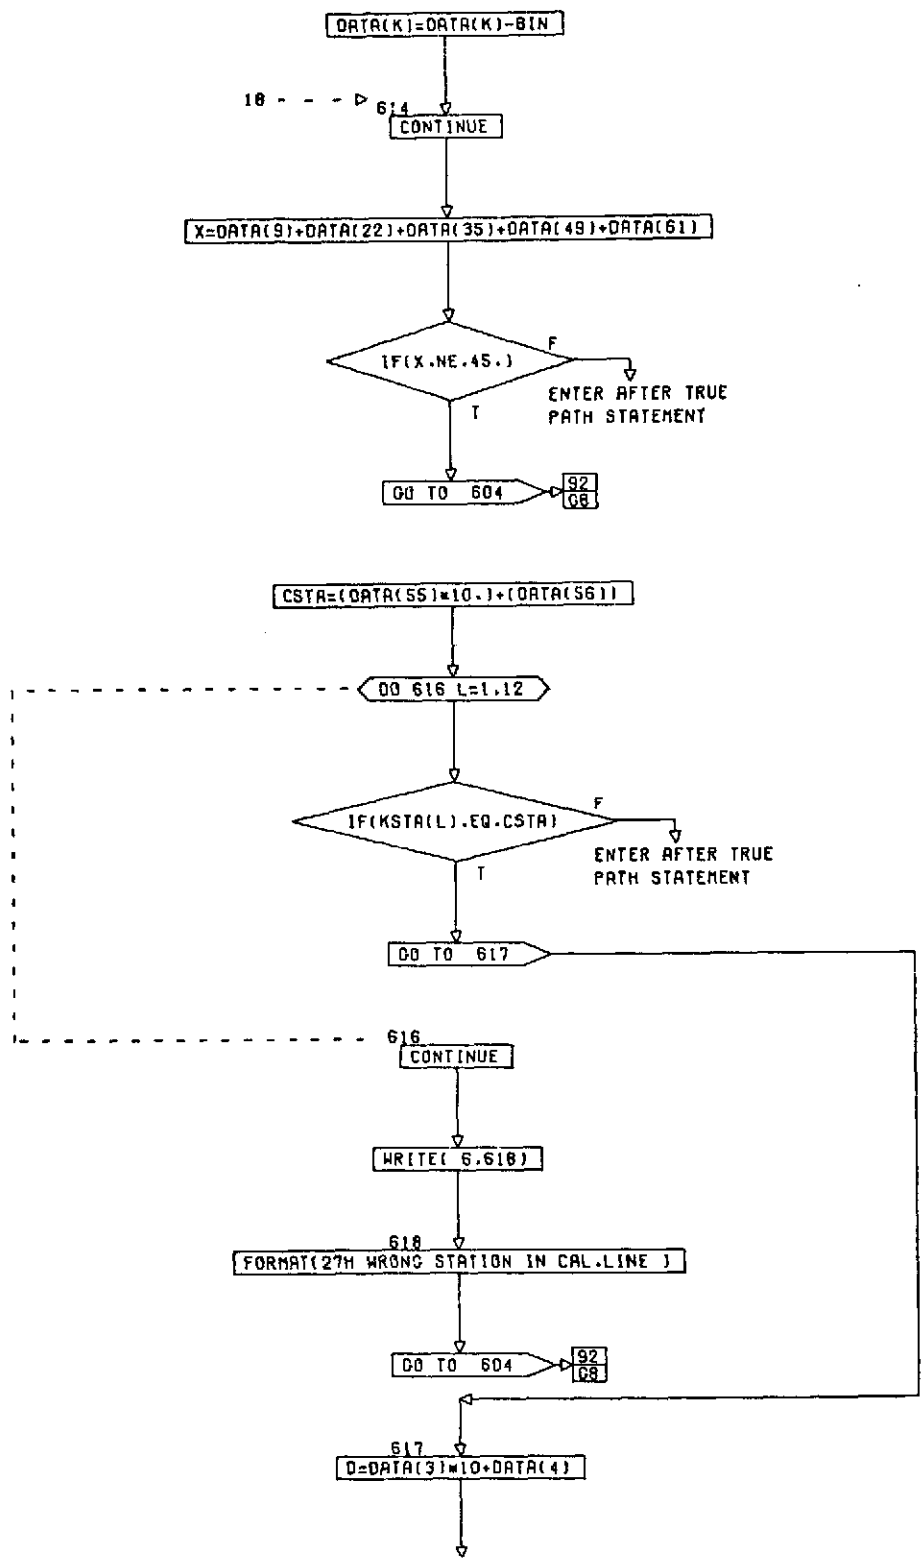 DATA(K)=DATA(K)-BIN
18
614
CONTINUE
X=DATA(9)+DATA(22)+DATA(35)+DATA(49)+DATA(61)
IF(X.NE.45.)
F
ENTER AFTER TRUE
PATH STATEMENT
T
GO TO 604
92
G8
CSTA=(DATA(55)*10.)+(DATA(56))
DO 616 L=1.12
IF(KSTA(L).EQ.CSTA)
F
ENTER AFTER TRUE
PATH STATEMENT
T
GO TO 617
616
CONTINUE
WRITE( 6.618)
618
FORMAT(27H WRONG STATION IN CAL.LINE )
GO TO 604
92
G8
617
D=DATA(3)*10+DATA(4)